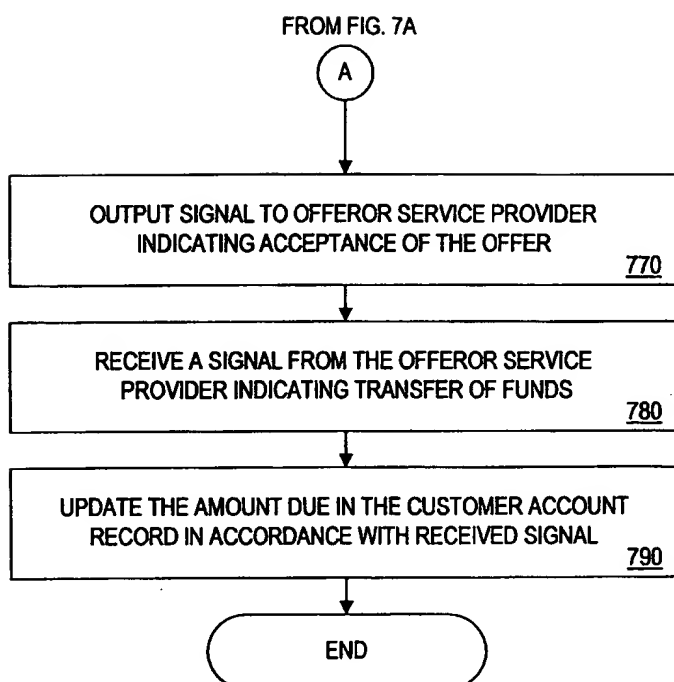 FROM FIG. 7A
A
OUTPUT SIGNAL TO OFFEROR SERVICE PROVIDER
INDICATING ACCEPTANCE OF THE OFFER
770
RECEIVE A SIGNAL FROM THE OFFEROR SERVICE
PROVIDER INDICATING TRANSFER OF FUNDS
780
UPDATE THE AMOUNT DUE IN THE CUSTOMER ACCOUNT
RECORD IN ACCORDANCE WITH RECEIVED SIGNAL
790
END